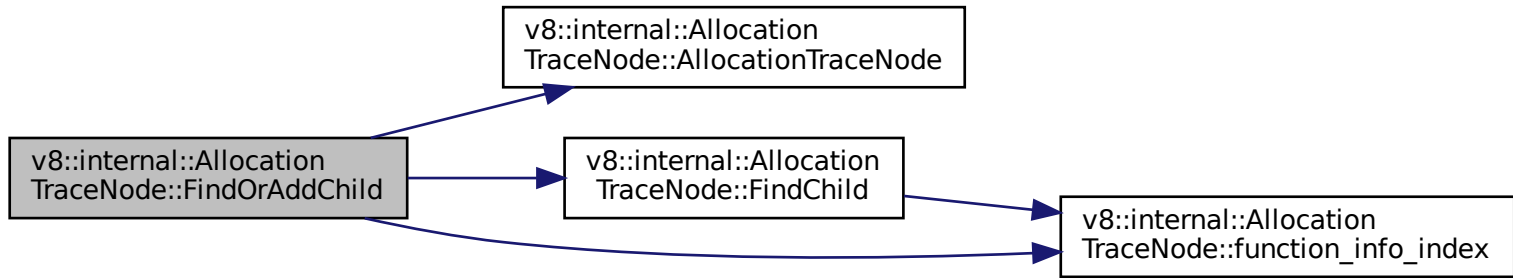 v8::internal::Allocation
TraceNode::AllocationTraceNode
v8::internal::Allocation
TraceNode::FindOrAddChild
v8::internal::Allocation
TraceNode::FindChild
v8::internal::Allocation
TraceNode::function_info_index